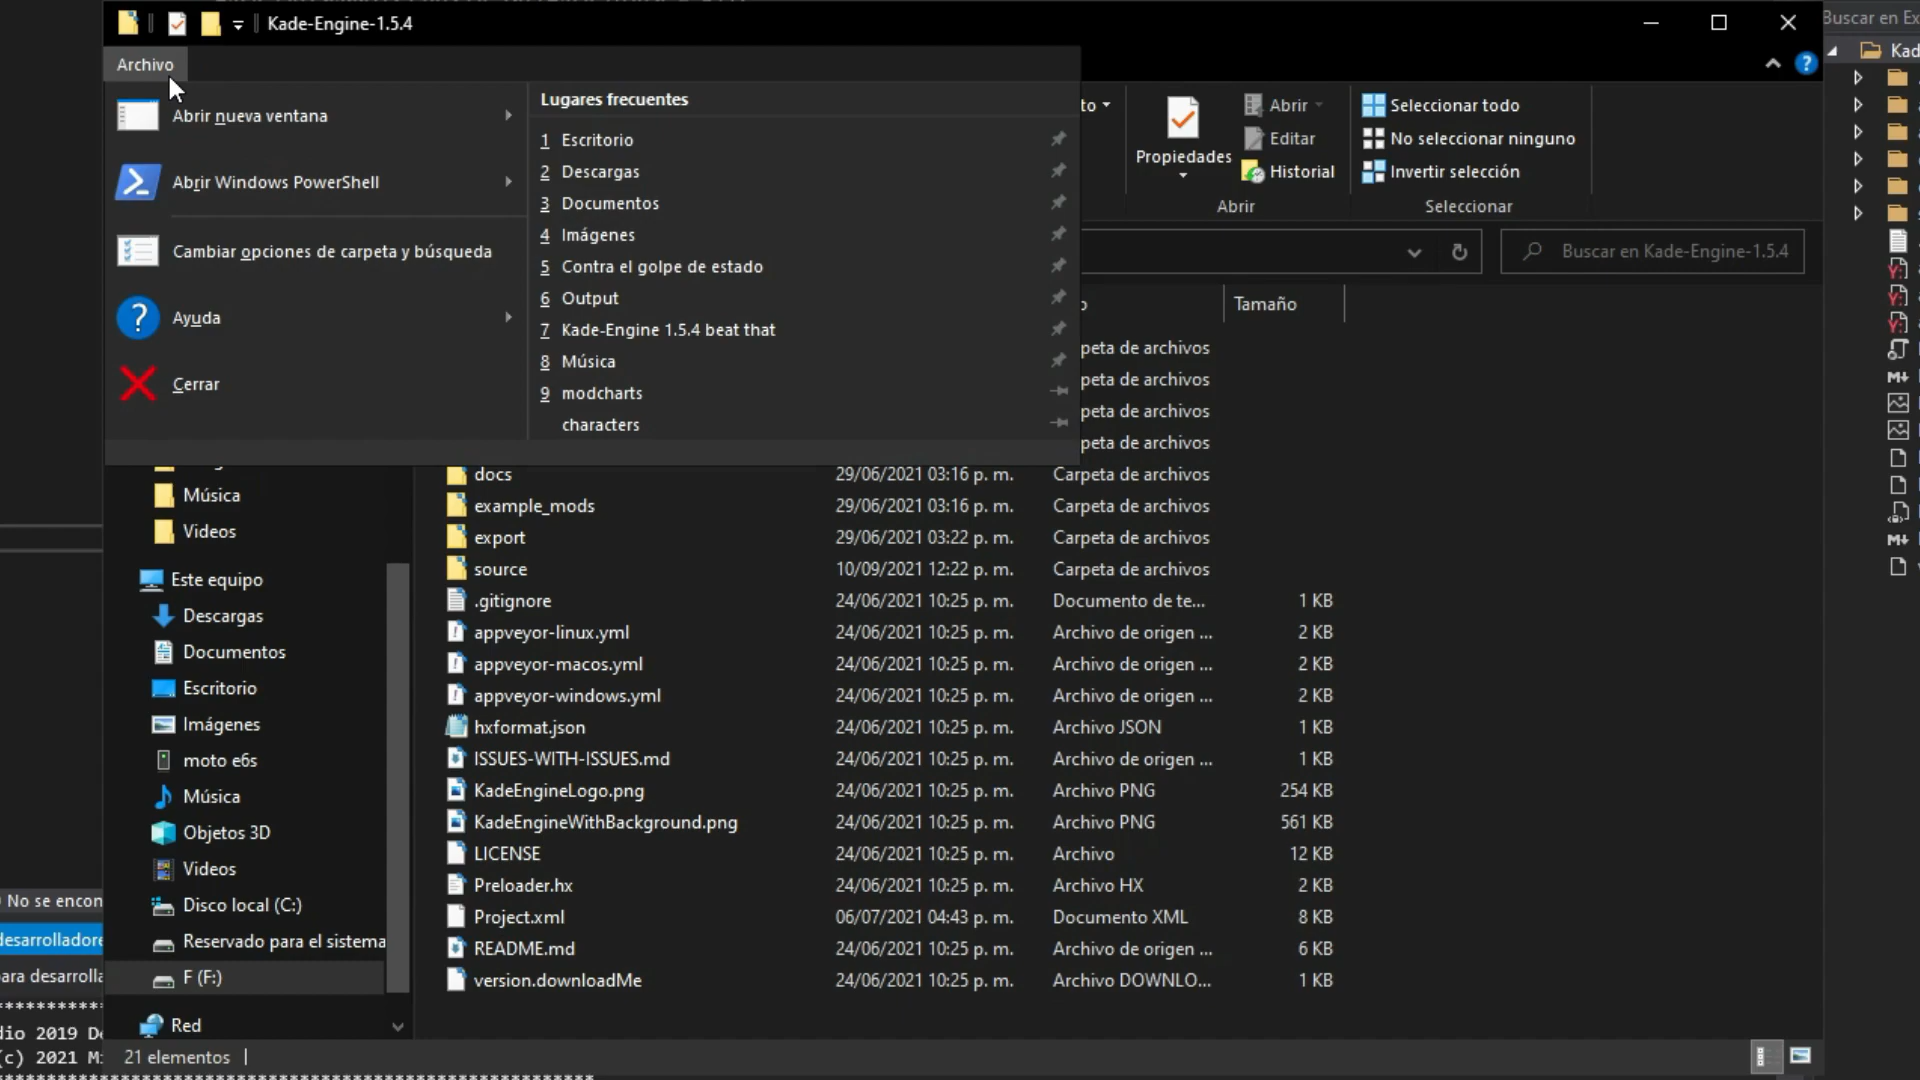 Kade-Engine-1.5.4
Buscar en Ex
Archivo
Kad
Abrir nueva ventana
Abrir Windows PowerShell
Cambiar opciones de carpeta y búsqueda
Ayuda
Cerrar
Lugares frecuentes
1 Escritorio
2 Descargas
3 Documentos
4 Imágenes
5 Contra el golpe de estado
6 Output
7 Kade-Engine 1.5.4 beat that
8 Música
9 modcharts
characters
to
Propiedades
Abrir
Editar
Historial
Abrir
Seleccionar todo
No seleccionar ninguno
Invertir selección
Seleccionar
Buscar en Kade-Engine-1.5.4
Tamaño
peta de archivos
peta de archivos
peta de archivos
peta de archivos
Música
Videos
Este equipo
Descargas
Documentos
Escritorio
Imágenes
moto e6s
Música
Objetos 3D
Videos
Disco local (C:)
Reservado para el sistema
F (F:)
Red
docs 29/06/2021 03:16 p. m. Carpeta de archivos
example_mods 29/06/2021 03:16 p. m. Carpeta de archivos
export 29/06/2021 03:22 p. m. Carpeta de archivos
source 10/09/2021 12:22 p. m. Carpeta de archivos
.gitignore 24/06/2021 10:25 p. m. Documento de te... 1 KB
appveyor-linux.yml 24/06/2021 10:25 p. m. Archivo de origen ... 2 KB
appveyor-macos.yml 24/06/2021 10:25 p. m. Archivo de origen ... 2 KB
appveyor-windows.yml 24/06/2021 10:25 p. m. Archivo de origen ... 2 KB
hxformat.json 24/06/2021 10:25 p. m. Archivo JSON 1 KB
ISSUES-WITH-ISSUES.md 24/06/2021 10:25 p. m. Archivo de origen ... 1 KB
KadeEngineLogo.png 24/06/2021 10:25 p. m. Archivo PNG 254 KB
KadeEngineWithBackground.png 24/06/2021 10:25 p. m. Archivo PNG 561 KB
LICENSE 24/06/2021 10:25 p. m. Archivo 12 KB
Preloader.hx 24/06/2021 10:25 p. m. Archivo HX 2 KB
Project.xml 06/07/2021 04:43 p. m. Documento XML 8 KB
README.md 24/06/2021 10:25 p. m. Archivo de origen ... 6 KB
version.downloadMe 24/06/2021 10:25 p. m. Archivo DOWNLO... 1 KB
No se encon
desarrolladore
ara desarrolla
***********
dio 2019 De
(c) 2021 Mi
21 elementos